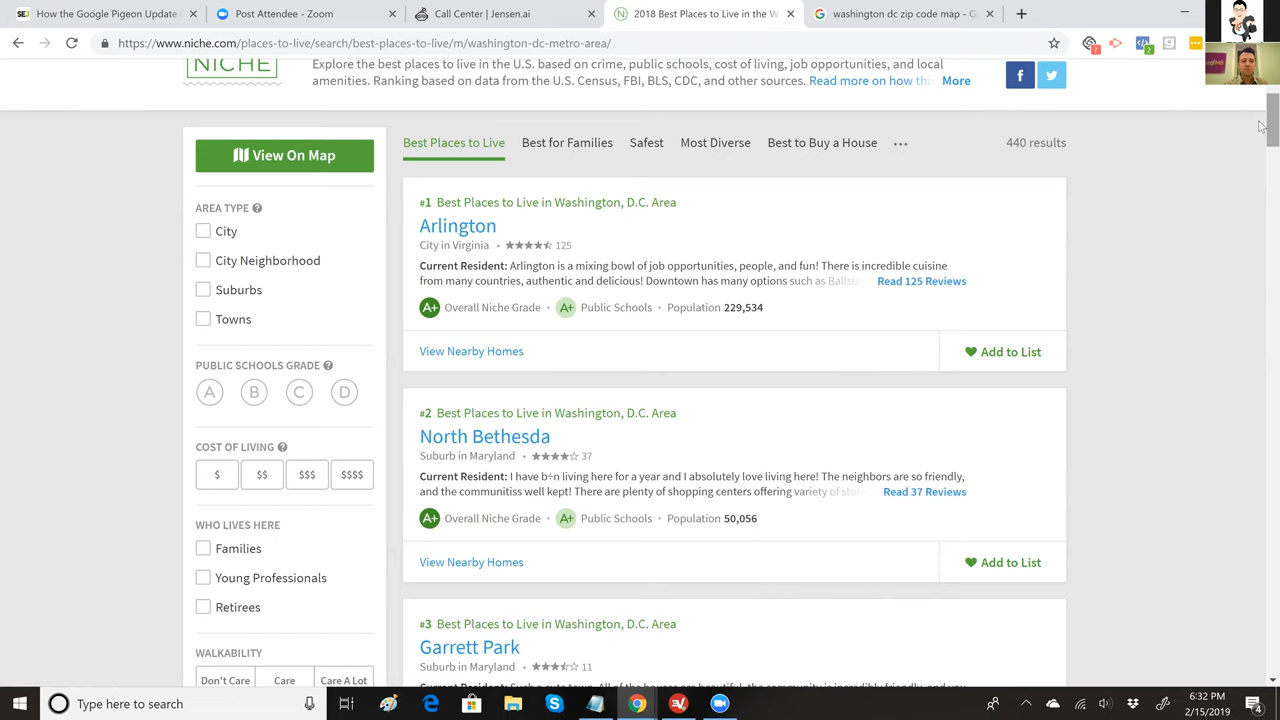 How the Google Pigeon Update
Post Attendee - Zoom
Call Center | Jensen.ai
2018 Best Places to Live in the W
washington dc zip code map - G
https://www.niche.com/places-to-live/search/best-places-to-live/m/washington-dc-metro-area/
7
2
NICHE
Explore the best places to live in the U.S. based on crime, public schools, cost of living, job opportunities, and local
amenities. Ranking based on data from the U.S. Census, FBI, BLS, CDC, and other sources. Read more on how thi More
View On Map
Best Places to Live Best for Families Safest Most Diverse Best to Buy a House ••• 440 results
AREA TYPE
City
City Neighborhood
Suburbs
Towns
PUBLIC SCHOOLS GRADE
A B C D
COST OF LIVING
$ $$ $$$ $$$$
WHO LIVES HERE
Families
Young Professionals
Retirees
WALKABILITY
Don't Care Care Care A Lot
#1 Best Places to Live in Washington, D.C. Area
Arlington
City in Virginia • 125
Current Resident: Arlington is a mixing bowl of job opportunities, people, and fun! There is incredible cuisine
from many countries, authentic and delicious! Downtown has many options such as Ballst Read 125 Reviews
A+ Overall Niche Grade • A+ Public Schools • Population 229,534
View Nearby Homes Add to List
#2 Best Places to Live in Washington, D.C. Area
North Bethesda
Suburb in Maryland • 37
Current Resident: I have b÷n living here for a year and I absolutely love living here! The neighbors are so friendly,
and the communitiss well kept! There are plenty of shopping centers offering variety of stor Read 37 Reviews
A+ Overall Niche Grade • A+ Public Schools • Population 50,056
View Nearby Homes Add to List
#3 Best Places to Live in Washington, D.C. Area
Garrett Park
Suburb in Maryland • 11
Type here to search
6:32 PM
2/15/2019
4